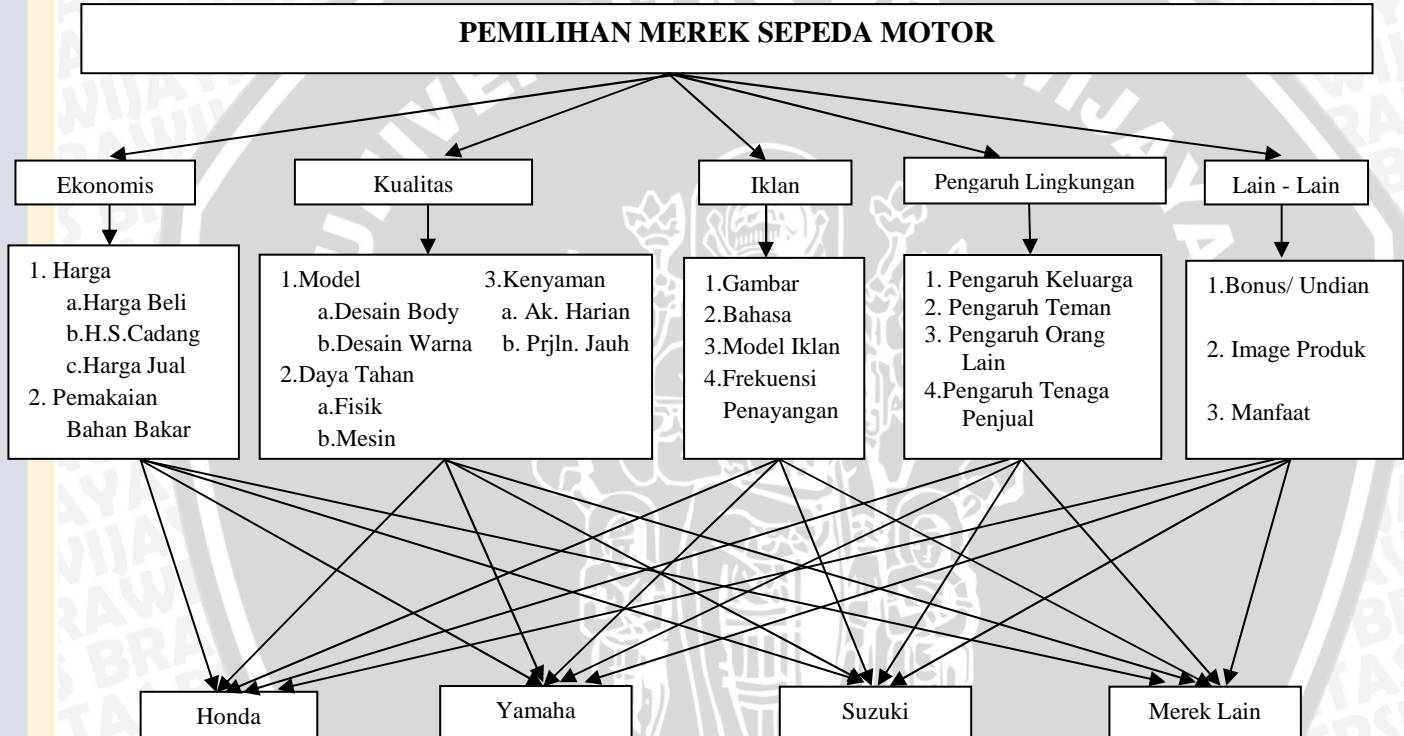 PEMILIHAN MEREK SEPEDA MOTOR
Ekonomis
Kualitas
Iklan
Pengaruh Lingkungan
Lain - Lain
1. Harga
a.Harga Beli
b.H.S.Cadang
c.Harga Jual
2. Pemakaian
Bahan Bakar
1.Model
a.Desain Body
b.Desain Warna
2.Daya Tahan
a.Fisik
b.Mesin
3.Kenyaman
a. Ak. Harian
b. Prjln. Jauh
1.Gambar
2.Bahasa
3.Model Iklan
4.Frekuensi
Penayangan
1. Pengaruh Keluarga
2. Pengaruh Teman
3. Pengaruh Orang
Lain
4.Pengaruh Tenaga
Penjual
1.Bonus/ Undian
2. Image Produk
3. Manfaat
Honda
Yamaha
Suzuki
Merek Lain